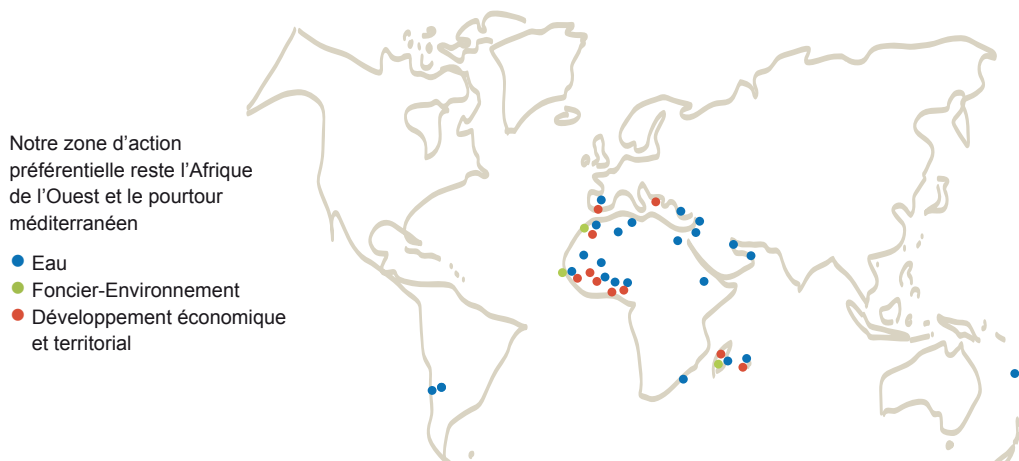 Notre zone d’action
préférentielle reste l’Afrique
de l’Ouest et le pourtour
méditerranéen
Eau
Foncier-Environnement
Développement économique
et territorial